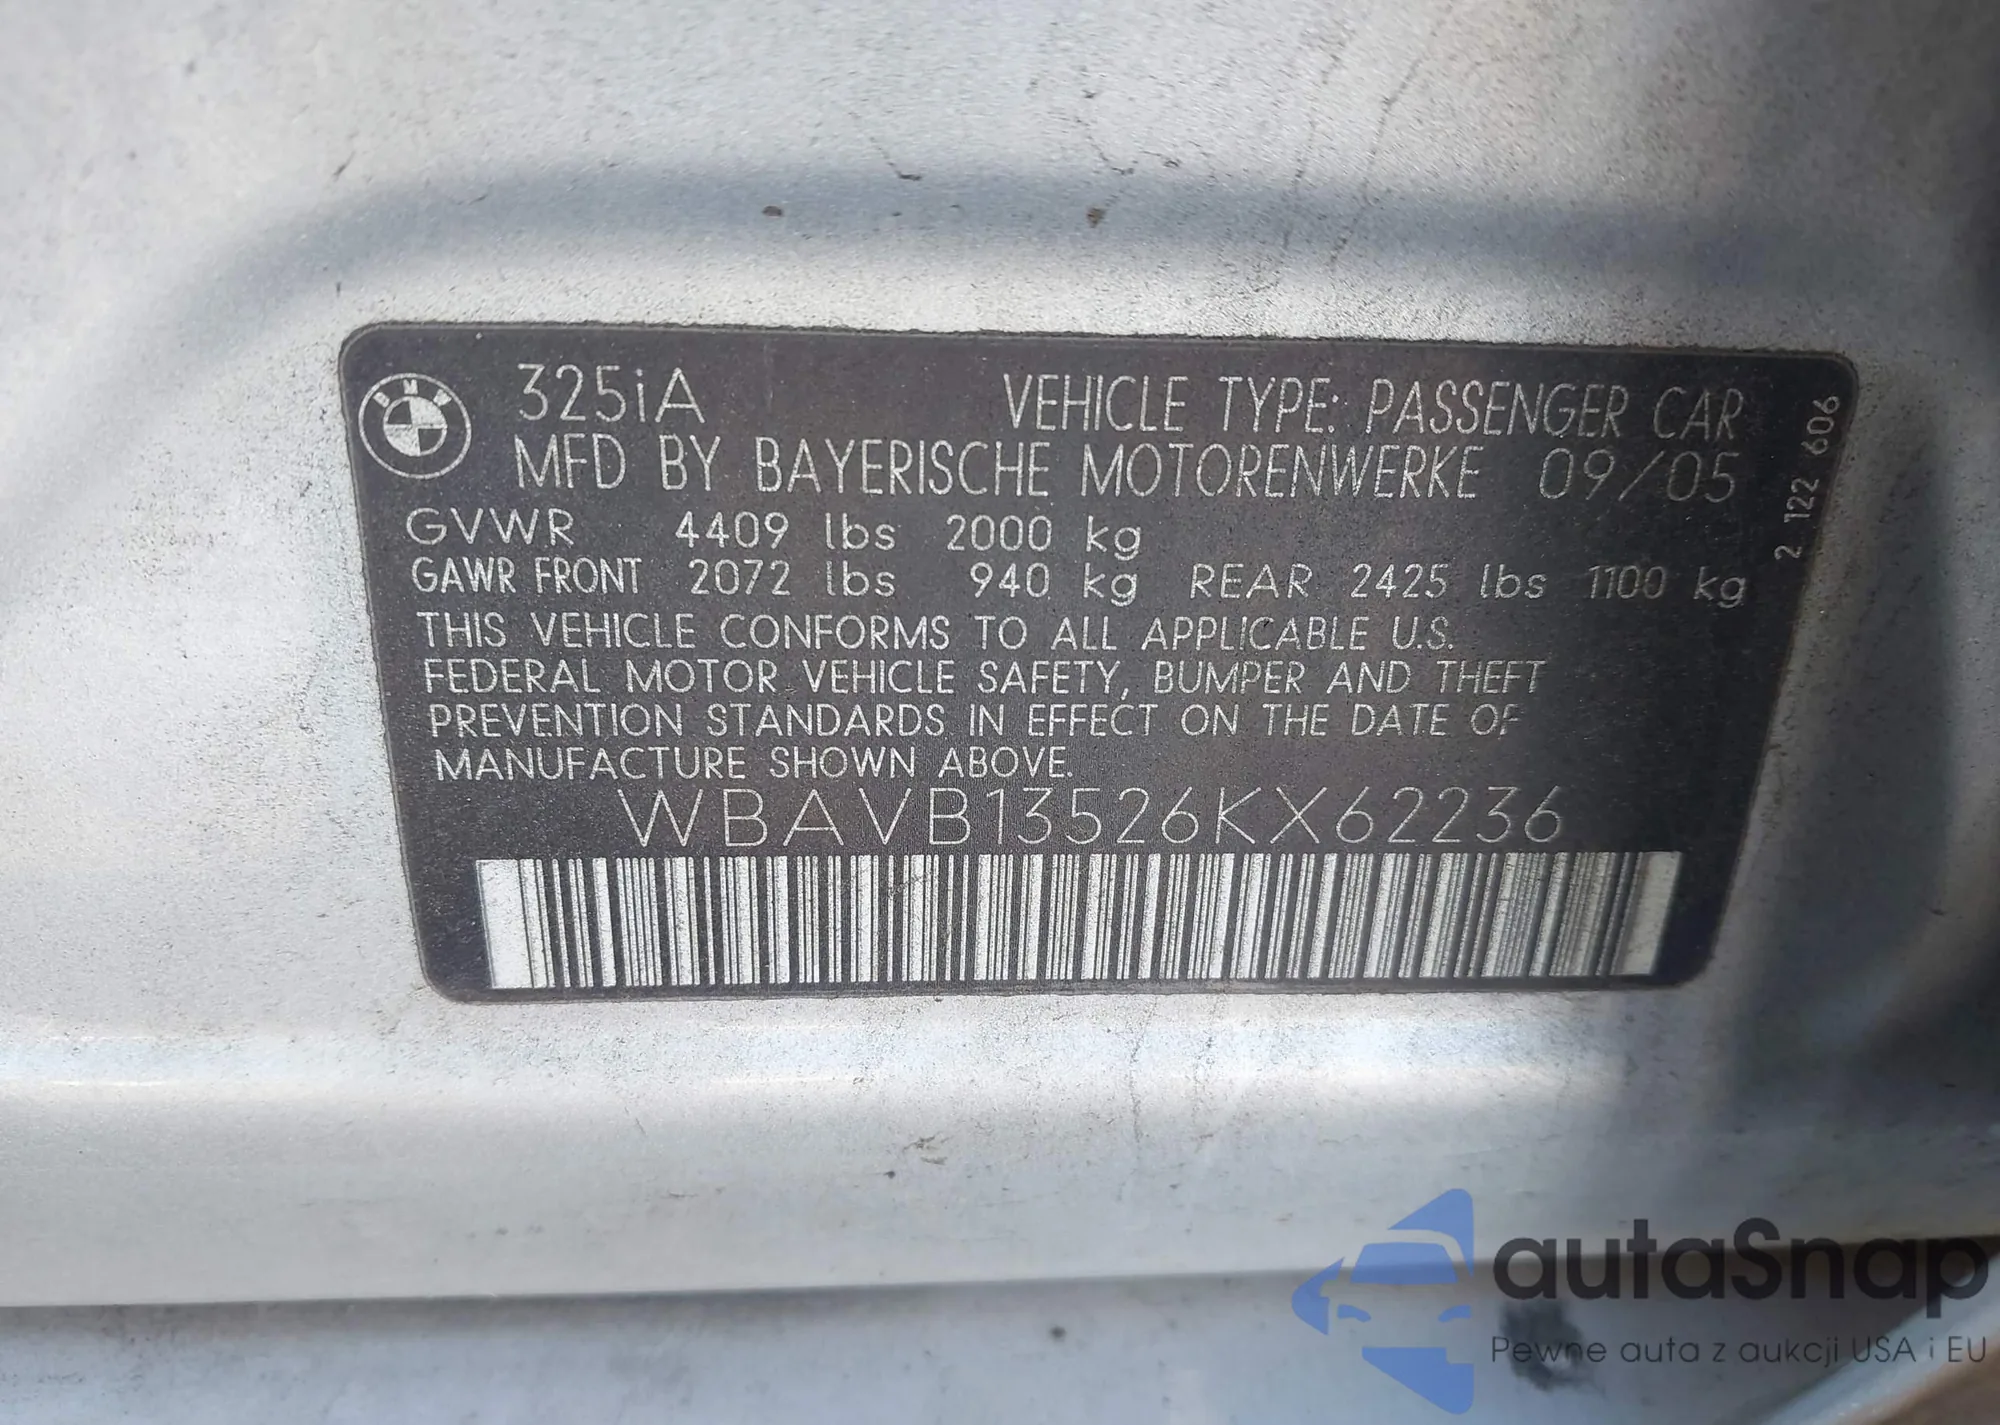 BMW
325iA
VEHICLE TYPE: PASSENGER CAR
MFD BY BAYERISCHE MOTORENWERKE 09/05
GVWR 4409 lbs 2000 kg
GAWR FRONT 2072 lbs 940 kg REAR 2425 lbs 1100 kg
THIS VEHICLE CONFORMS TO ALL APPLICABLE U.S.
FEDERAL MOTOR VEHICLE SAFETY, BUMPER AND THEFT
PREVENTION STANDARDS IN EFFECT ON THE DATE OF
MANUFACTURE SHOWN ABOVE.
WBAVB13526KX62236
2 122 606
autaSnap
Pewne auta z aukcji USA i EU